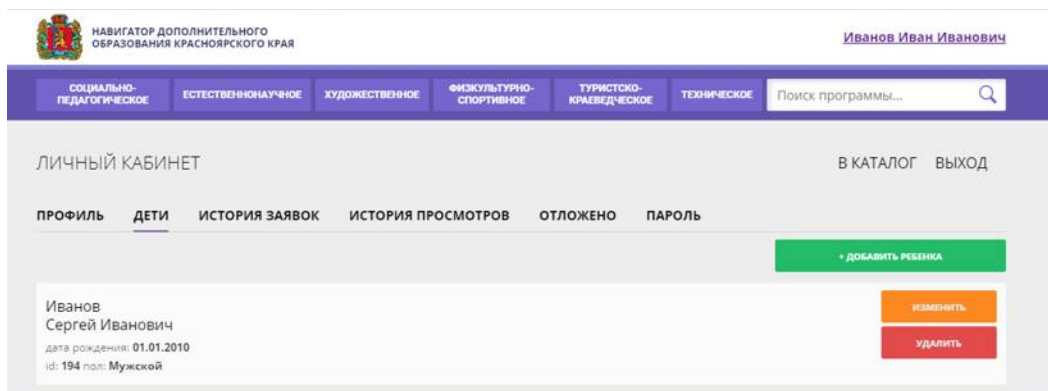 НАВИГАТОР ДОПОЛНИТЕЛЬНОГО
ОБРАЗОВАНИЯ КРАСНОЯРСКОГО КРАЯ
Иванов Иван Иванович
СОЦИАЛЬНО-
ПЕДАГОГИЧЕСКОЕ
ЕСТЕСТВЕННОНАУЧНОЕ
ХУДОЖЕСТВЕННОЕ
ФИЗКУЛЬТУРНО-
СПОРТИВНОЕ
ТУРИСТСКО-
КРАЕВЕДЧЕСКОЕ
ТЕХНИЧЕСКОЕ
Поиск программы...
ЛИЧНЫЙ КАБИНЕТ
В КАТАЛОГ ВЫХОД
ПРОФИЛЬ ДЕТИ ИСТОРИЯ ЗАЯВОК ИСТОРИЯ ПРОСМОТРОВ ОТЛОЖЕНО ПАРОЛЬ
+ ДОБАВИТЬ РЕБЕНКА
Иванов
Сергей Иванович
дата рождения: 01.01.2010
id: 194 пол: Мужской
ИЗМЕНИТЬ
УДАЛИТЬ